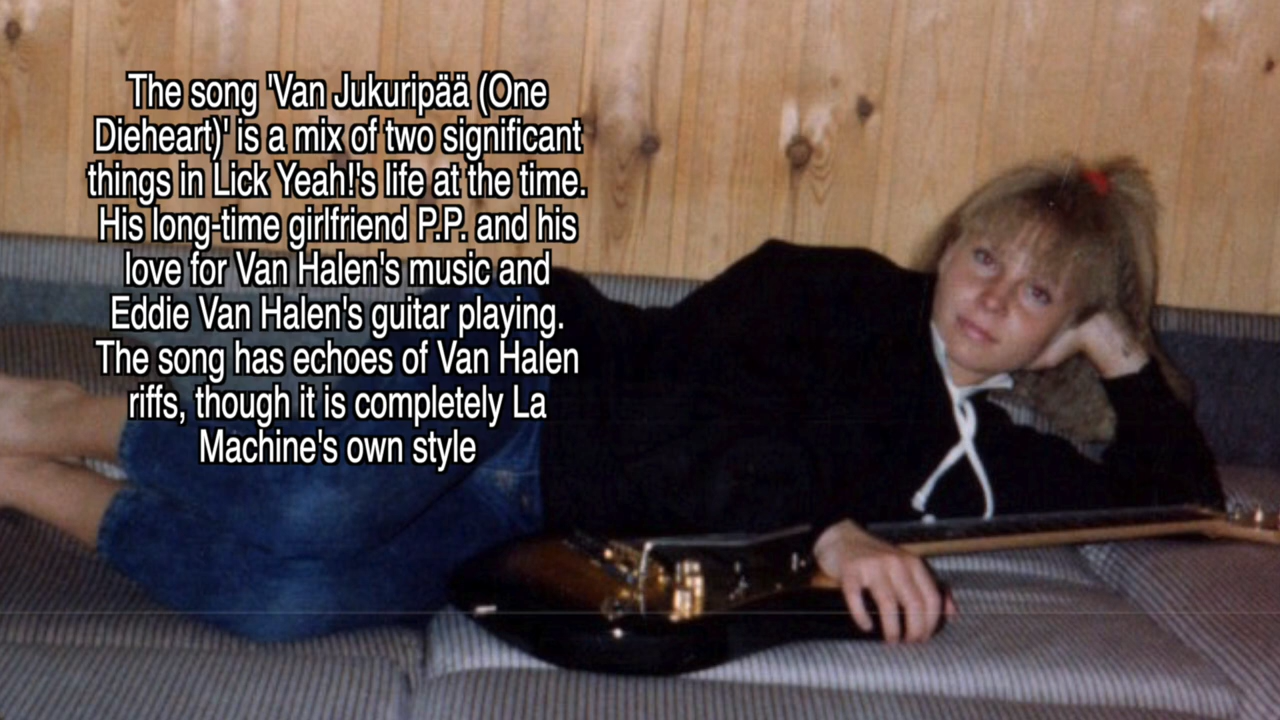 The song 'Van Jukuripää (One
Dieheart)' is a mix of two significant
things in Lick Yeah!'s life at the time.
His long-time girlfriend P.P. and his
love for Van Halen's music and
Eddie Van Halen's guitar playing.
The song has echoes of Van Halen
riffs, though it is completely La
Machine's own style